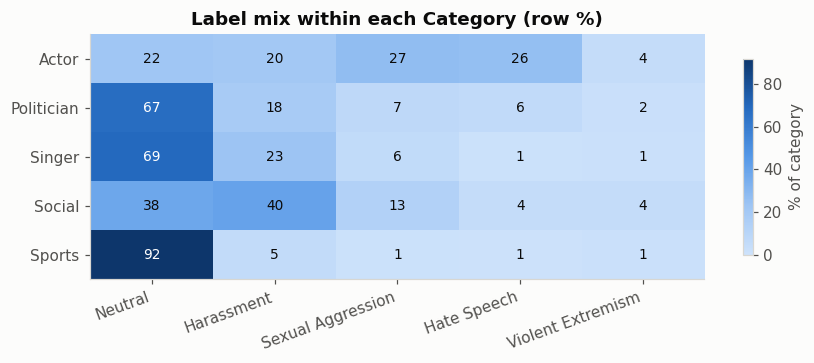 Label mix within each Category (row %)
Actor 22 20 27 26 4
Politician 67 18 7 6 2
Singer 69 23 6 1 1
Social 38 40 13 4 4
Sports 92 5 1 1 1
Neutral Harassment Sexual Aggression Hate Speech Violent Extremism
80
60
40
20
0
% of category